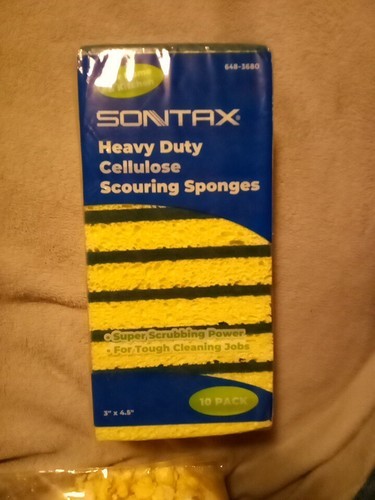 648-3680
SONTAX®
Heavy Duty
Cellulose
Scouring Sponges
• Super Scrubbing Power
• For Tough Cleaning Jobs
10 PACK
3" x 4.5"